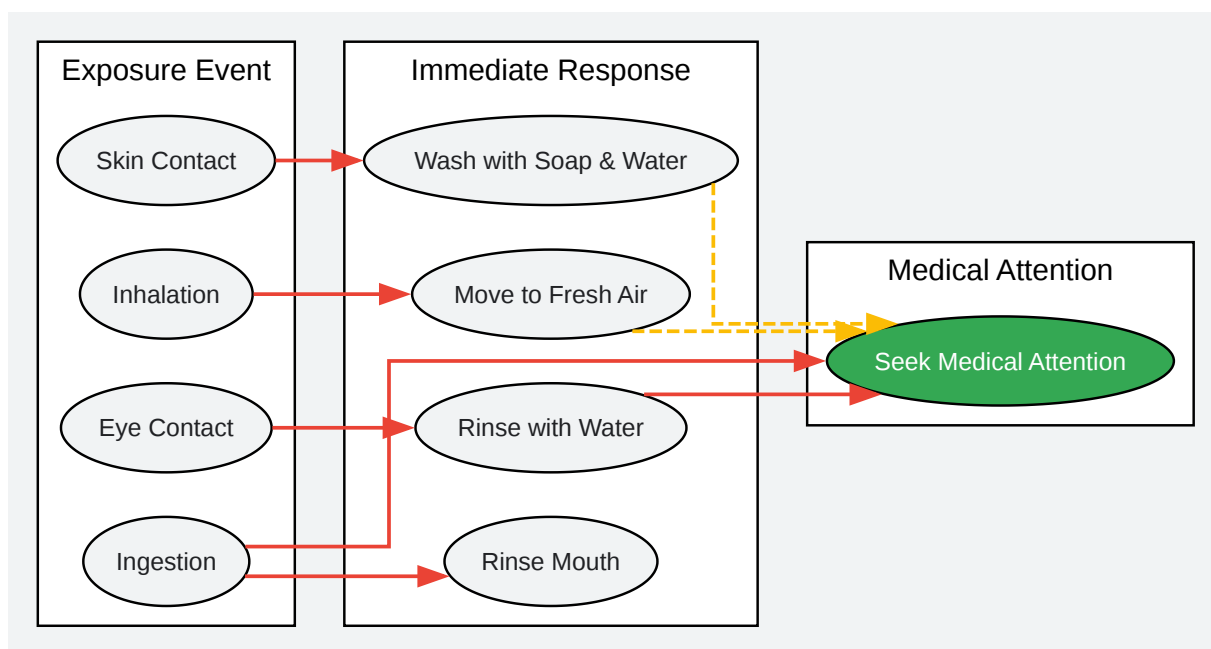 Exposure Event
Skin Contact
Inhalation
Eye Contact
Ingestion
Immediate Response
Wash with Soap & Water
Move to Fresh Air
Rinse with Water
Rinse Mouth
Medical Attention
Seek Medical Attention